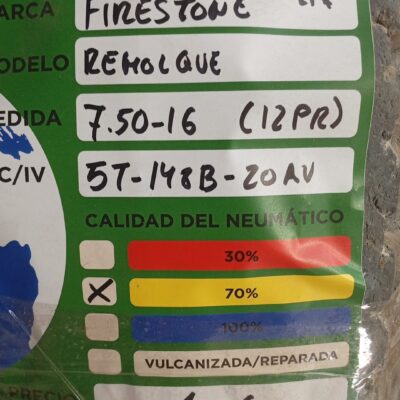 ARCA FIRESTONE
ODELO REMOLQUE
EDIDA 7.50-16 (12PR)
C/IV 5T-148B-20AV
CALIDAD DEL NEUMÁTICO
30%
70%
100%
VULCANIZADA/REPARADA
PRECIO